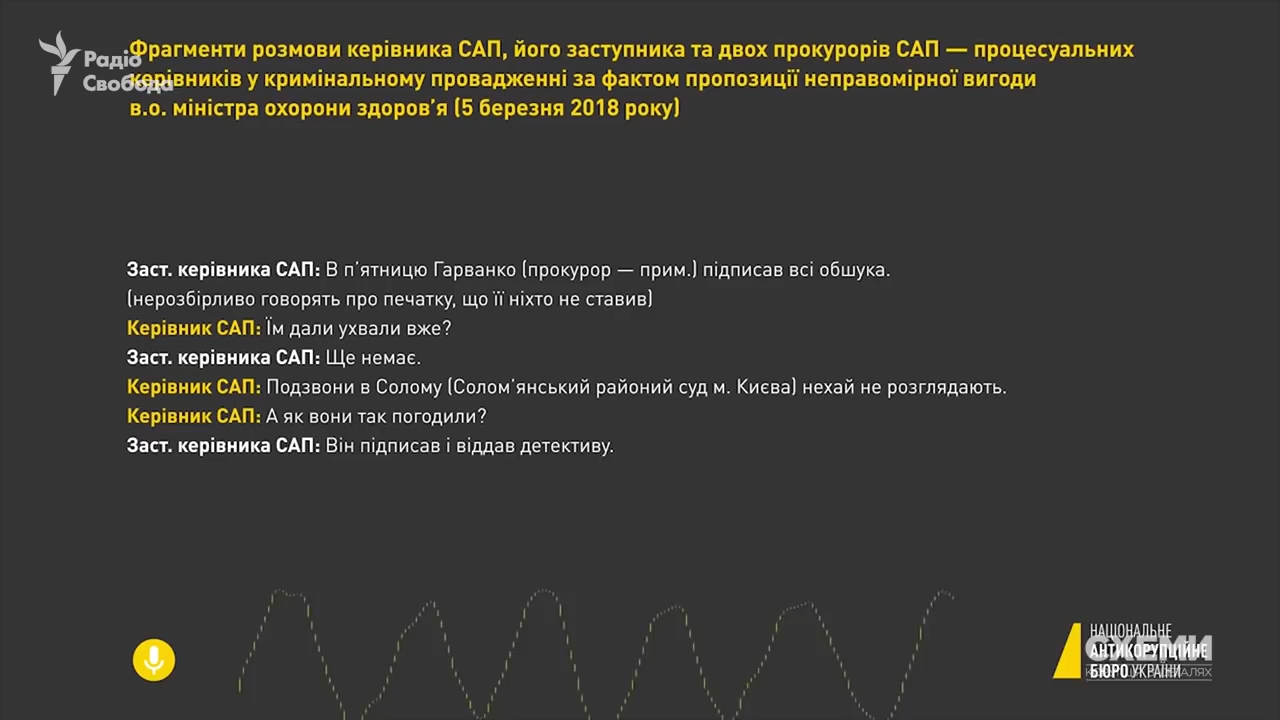 Радіо
Свобода
Фрагменти розмови керівника САП, його заступника та двох прокурорів САП — процесуальних
керівників у кримінальному провадженні за фактом пропозиції неправомірної вигоди
в.о. міністра охорони здоров’я (5 березня 2018 року)
Заст. керівника САП: В п’ятницю Гарванко (прокурор — прим.) підписав всі обшука.
(нерозбірливо говорять про печатку, що її ніхто не ставив)
Керівник САП: Їм дали ухвали вже?
Заст. керівника САП: Ще немає.
Керівник САП: Подзвони в Солому (Солом’янський районий суд м. Києва) нехай не розглядають.
Керівник САП: А як вони так погодили?
Заст. керівника САП: Він підписав і віддав детективу.
НАЦІОНАЛЬНЕ
АНТИКОРУПЦІЙНЕ
БЮРО УКРАЇНИ
СХЕМИ